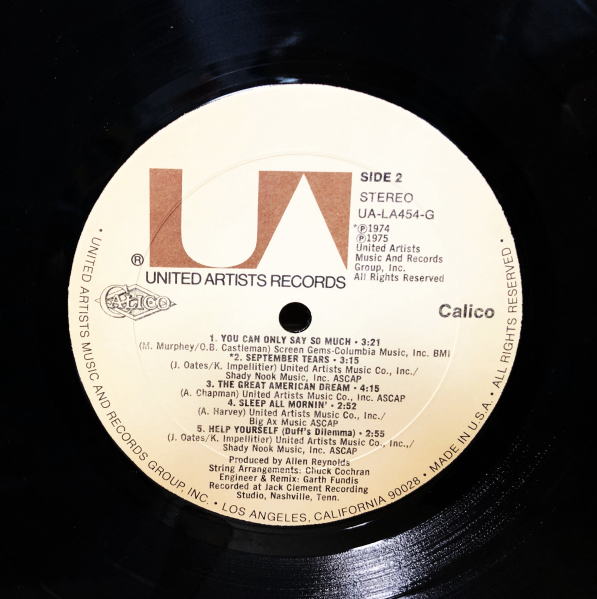 SIDE 2
STEREO
UA-LA454-G
*℗1974
℗1975
United Artists
Music And Records
Group, Inc.
All Rights Reserved
UA
®
UNITED ARTISTS RECORDS
CALICO
Calico
1. YOU CAN ONLY SAY SO MUCH • 3:21
(M. Murphey/O.B. Castleman) Screen Gems-Columbia Music, Inc. BMI
*2. SEPTEMBER TEARS • 3:15
(J. Oates/K. Impellitier) United Artists Music Co., Inc./
Shady Nook Music, Inc. ASCAP
3. THE GREAT AMERICAN DREAM • 4:15
(A. Chapman) United Artists Music Co., Inc. ASCAP
4. SLEEP ALL MORNIN' • 2:52
(A. Harvey) United Artists Music Co., Inc./
Big Ax Music ASCAP
5. HELP YOURSELF (Duff's Dilemma) • 2:55
(J. Oates/K. Impellitier) United Artists Music Co., Inc.,/
Shady Nook Music, Inc. ASCAP
Produced by Allen Reynolds
String Arrangements: Chuck Cochran
Engineer & Remix: Garth Fundis
Recorded at Jack Clement Recording
Studio, Nashville, Tenn.
• UNITED ARTISTS MUSIC AND RECORDS GROUP, INC. • LOS ANGELES, CALIFORNIA 90028 • MADE IN U.S.A. • ALL RIGHTS RESERVED •